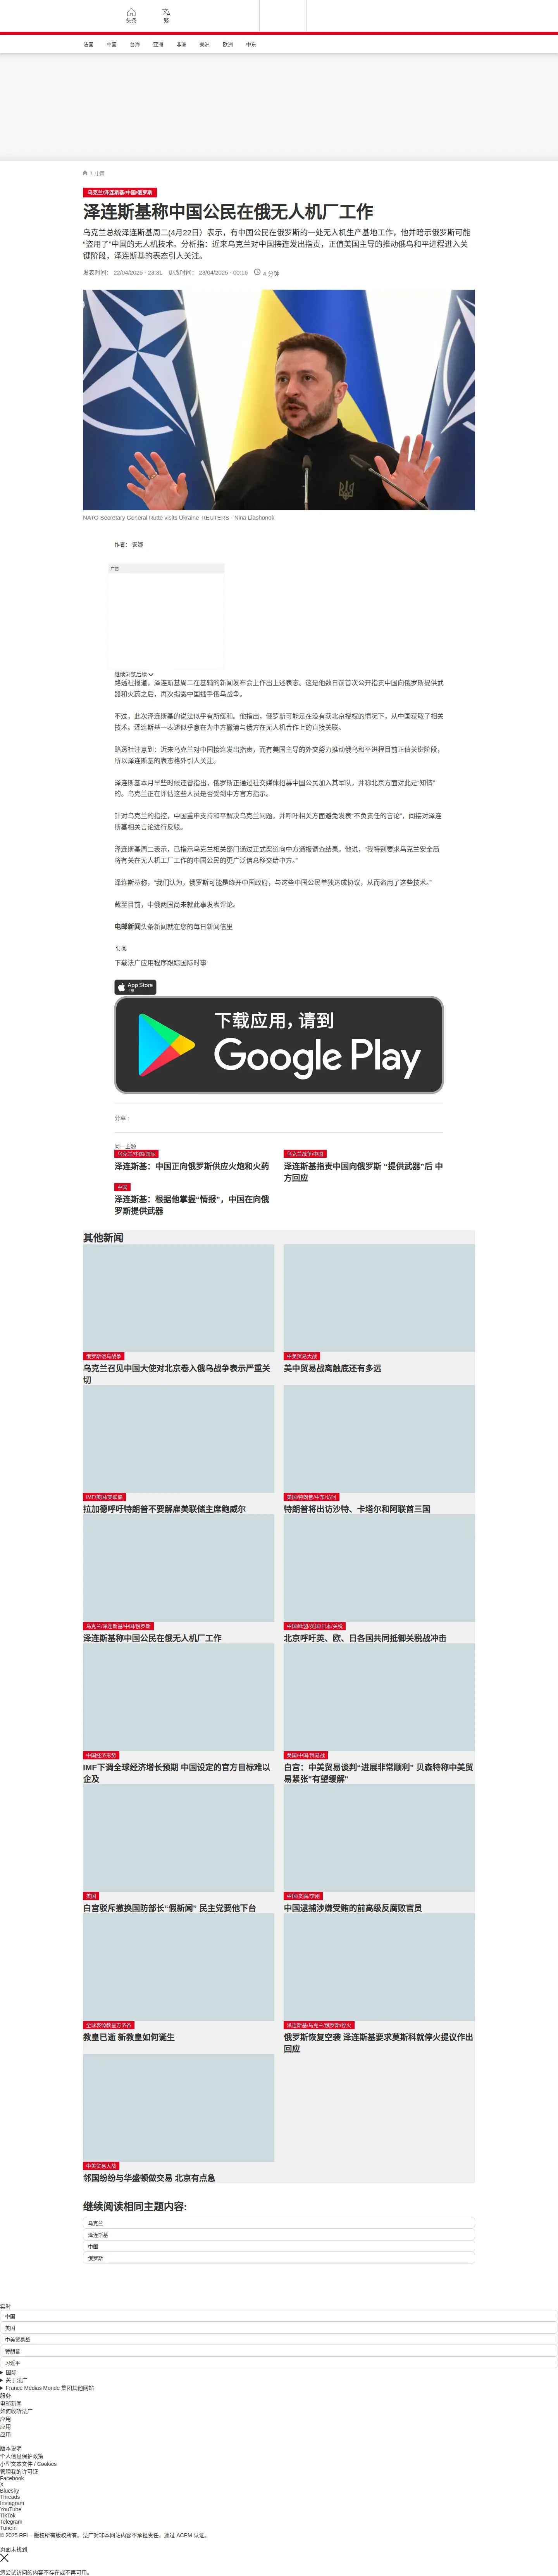 头条
繁
法国
中国
台海
亚洲
非洲
美洲
欧洲
中东
/ 法国
乌克兰/泽连斯基/中国/俄罗斯
泽连斯基称中国公民在俄无人机厂工作
乌克兰总统泽连斯基周二(4月22日）表示，有中国公民在俄罗斯的一处无人机生产基地工作，他并暗示俄罗斯可能
“盗用了”中国的无人机技术。分析指：近来乌克兰对中国接连发出指责，正值美国主导的推动俄乌和平进程进入关
键阶段，泽连斯基的表态引人关注。
发表时间： 22/04/2025 - 23:31 更改时间： 23/04/2025 - 00:16 4 分钟
NATO Secretary General Rutte visits Ukraine REUTERS - Nina Liashonok
作者： 安娜
广告
继续浏览后续
路透社报道，泽连斯基周二在基辅的新闻发布会上作出上述表态。这是他数日前首次公开指责中国向俄罗斯提供武
器和火药之后，再次揭露中国插手俄乌战争。
不过，此次泽连斯基的说法似乎有所缓和。他指出，俄罗斯可能是在没有获北京授权的情况下，从中国获取了相关
技术。泽连斯基一表述似乎意在为中方撇清与俄方在无人机合作上的直接关联。
路透社注意到：近来乌克兰对中国接连发出指责，而有美国主导的外交努力推动俄乌和平进程目前正值关键阶段，
所以泽连斯基的表态格外引人关注。
泽连斯基本月早些时候还曾指出，俄罗斯正通过社交媒体招募中国公民加入其军队，并称北京方面对此是“知情”
的。乌克兰正在评估这些人员是否受到中方官方指示。
针对乌克兰的指控，中国重申支持和平解决乌克兰问题，并呼吁相关方面避免发表“不负责任的言论”，间接对泽连
斯基相关言论进行反驳。
泽连斯基周二表示，已指示乌克兰相关部门通过正式渠道向中方通报调查结果。他说，“我特别要求乌克兰安全局
将有关在无人机工厂工作的中国公民的更广泛信息移交给中方。”
泽连斯基称，“我们认为，俄罗斯可能是绕开中国政府，与这些中国公民单独达成协议，从而盗用了这些技术。”
截至目前，中俄两国尚未就此事发表评论。
电邮新闻头条新闻就在您的每日新闻信里
订阅
下载法广应用程序跟踪国际时事
App Store
下载
下载应用，请到
Google Play
分享 :
同一主题
乌克兰/中国/国际
泽连斯基：中国正向俄罗斯供应火炮和火药
乌克兰战争/中国
泽连斯基指责中国向俄罗斯 “提供武器”后 中
方回应
中国
泽连斯基：根据他掌握“情报”，中国在向俄
罗斯提供武器
其他新闻
俄罗斯侵乌战争
乌克兰召见中国大使对北京卷入俄乌战争表示严重关
切
中美贸易大战
美中贸易战离触底还有多远
IMF/美国/美联储
拉加德呼吁特朗普不要解雇美联储主席鲍威尔
美国/特朗普/中东/访问
特朗普将出访沙特、卡塔尔和阿联酋三国
乌克兰/泽连斯基/中国/俄罗斯
泽连斯基称中国公民在俄无人机厂工作
中国/欧盟/英国/日本/关税
北京呼吁英、欧、日各国共同抵御关税战冲击
中国经济形势
IMF下调全球经济增长预期 中国设定的官方目标难以
企及
美国/中国/贸易战
白宫：中美贸易谈判“进展非常顺利” 贝森特称中美贸
易紧张“有望缓解”
美国
白宫驳斥撤换国防部长“假新闻” 民主党要他下台
中国/贪腐/李刚
中国逮捕涉嫌受贿的前高级反腐败官员
全球哀悼教皇方济各
教皇已逝 新教皇如何诞生
泽连斯基/乌克兰/俄罗斯/停火
俄罗斯恢复空袭 泽连斯基要求莫斯科就停火提议作出
回应
中美贸易大战
邻国纷纷与华盛顿做交易 北京有点急
继续阅读相同主题内容:
乌克兰
泽连斯基
中国
俄罗斯
实时
中国
美国
中美贸易战
特朗普
习近平
国际
关于法广
France Médias Monde 集团其他网站
服务
电邮新闻
如何收听法广
应用
应用
应用
版本说明
个人信息保护政策
小型文本文件 / Cookies
管理我的许可证
Facebook
X
Bluesky
Threads
Instagram
YouTube
TikTok
Telegram
TuneIn
© 2025 RFI – 版权所有版权所有。法广对非本网站内容不承担责任。通过 ACPM 认证。
页面未找到
您尝试访问的内容不存在或不再可用。